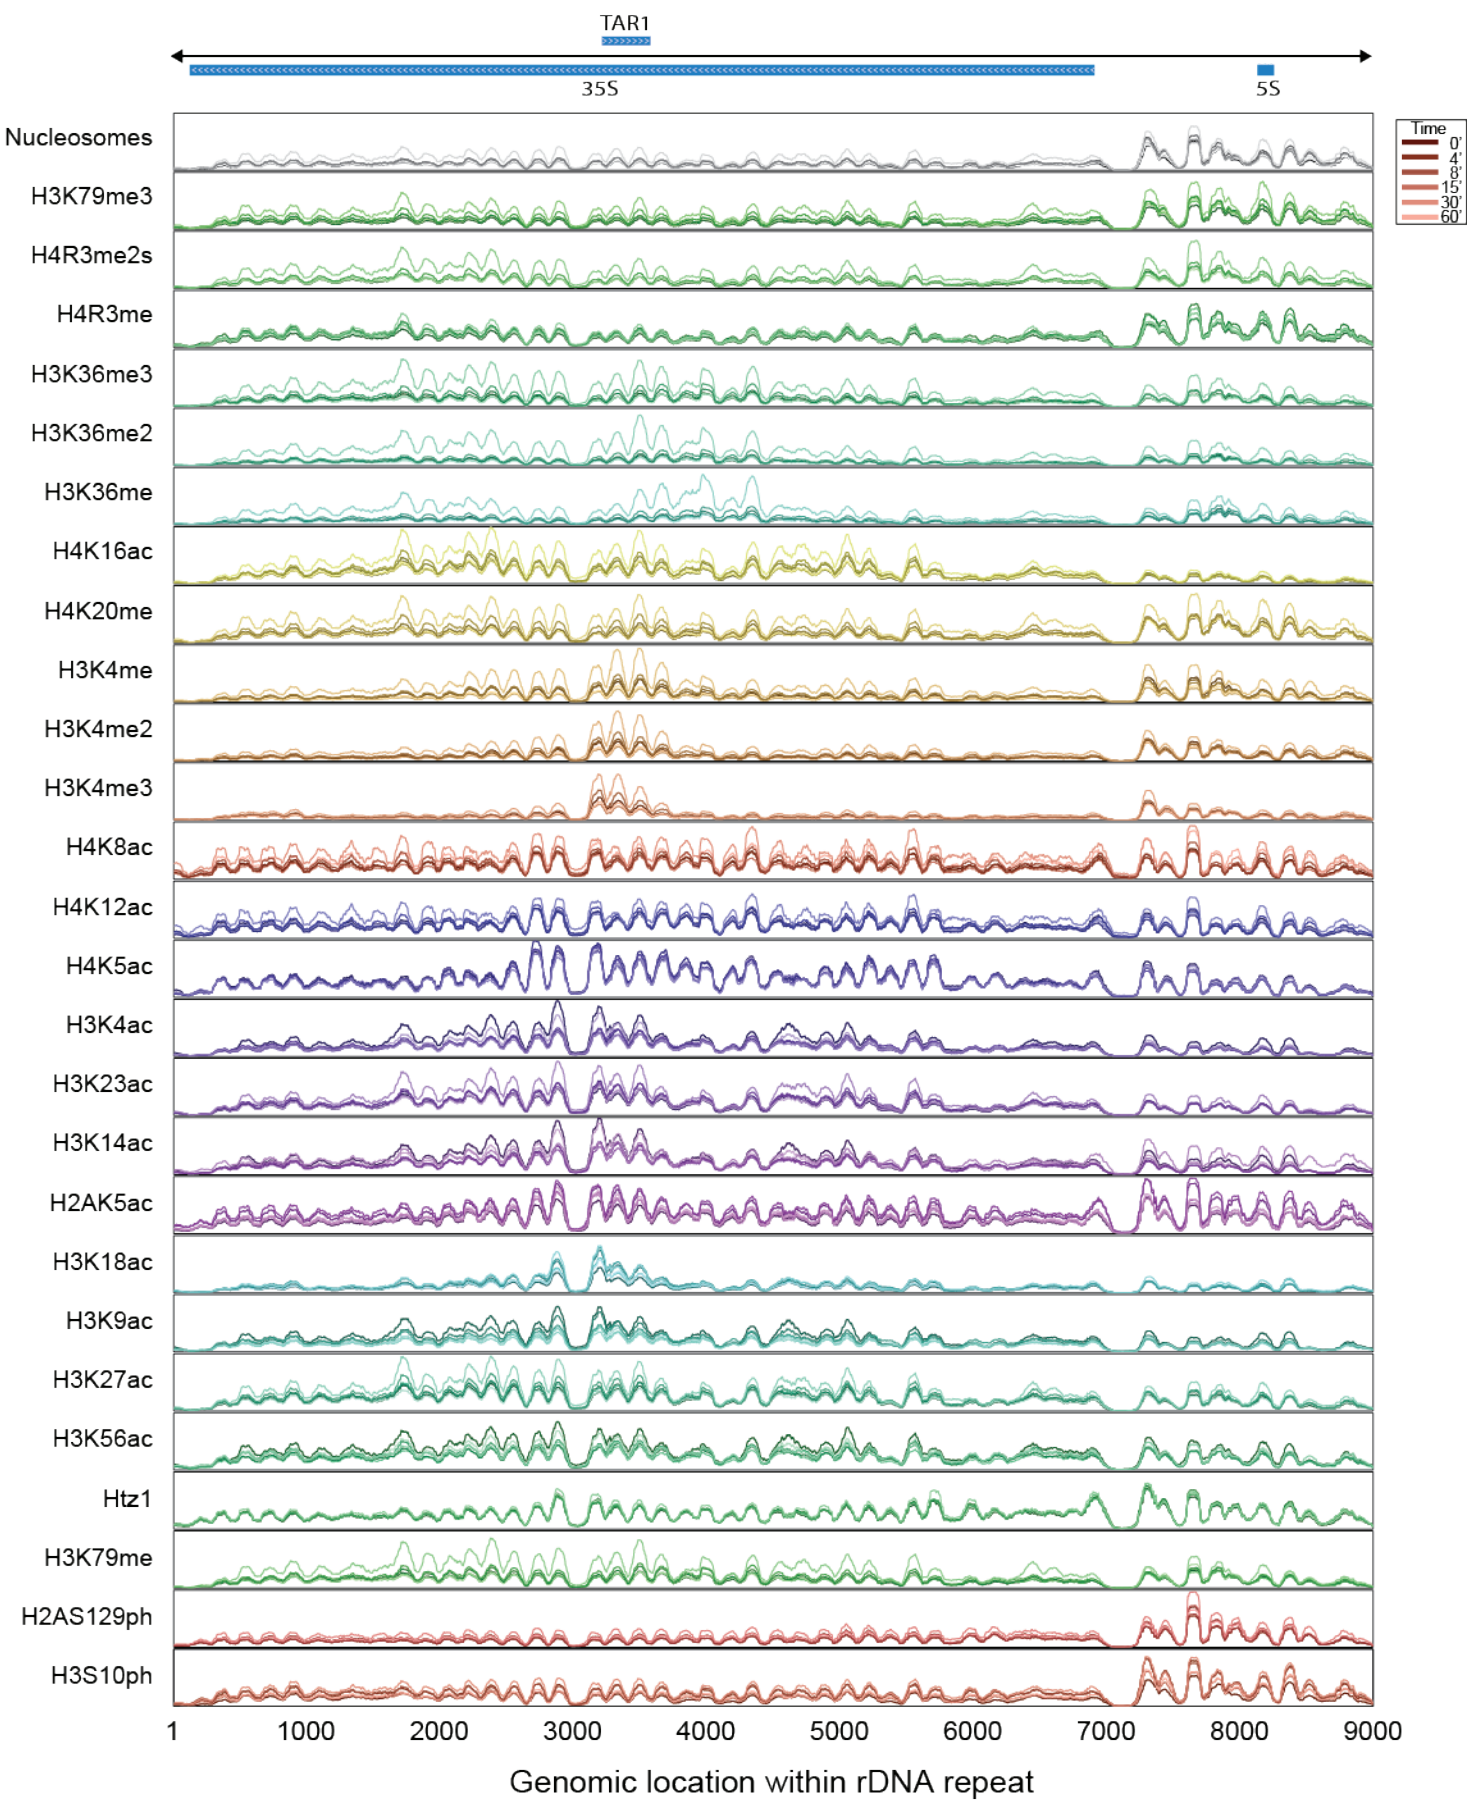 TAR1
35S
5S
Time
0'
4'
8'
15'
30'
60'
Nucleosomes
H3K79me3
H4R3me2s
H4R3me
H3K36me3
H3K36me2
H3K36me
H4K16ac
H4K20me
H3K4me
H3K4me2
H3K4me3
H4K8ac
H4K12ac
H4K5ac
H3K4ac
H3K23ac
H3K14ac
H2AK5ac
H3K18ac
H3K9ac
H3K27ac
H3K56ac
Htz1
H3K79me
H2AS129ph
H3S10ph
1 1000 2000 3000 4000 5000 6000 7000 8000 9000
Genomic location within rDNA repeat